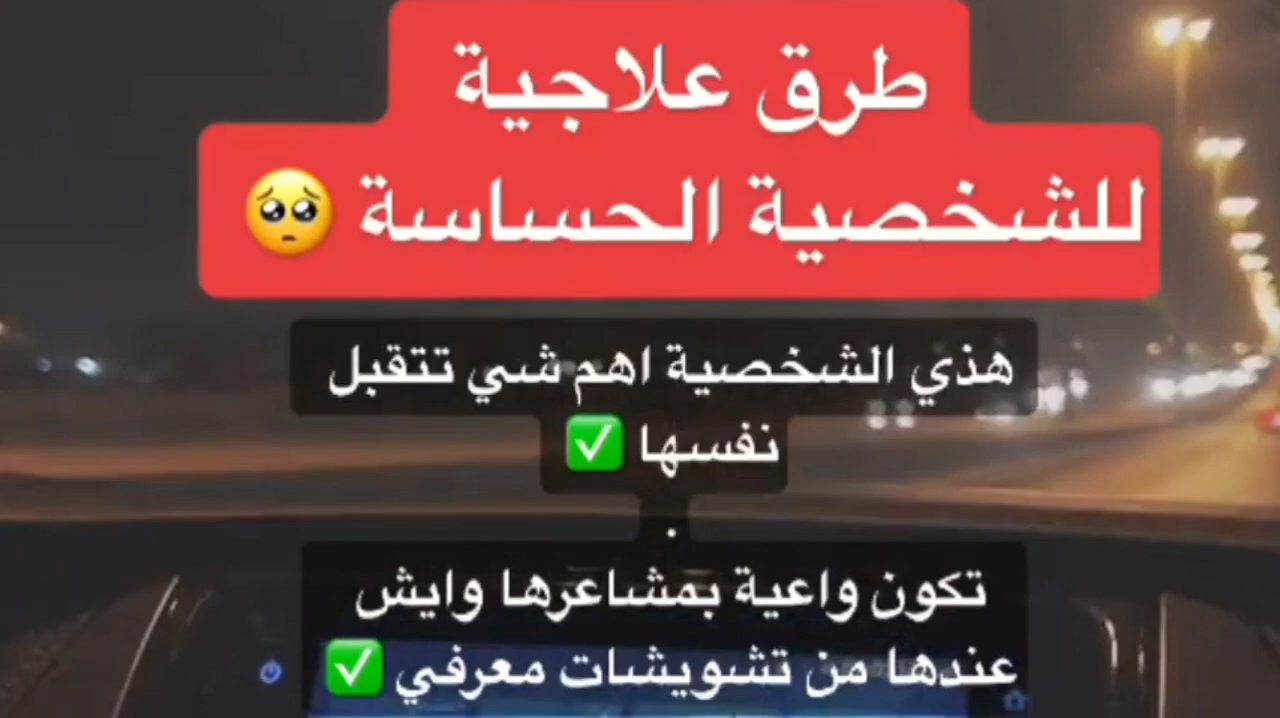 طرق علاجية
للشخصية الحساسة 🥺
هذي الشخصية اهم شي تتقبل
نفسها ✅
.
تكون واعية بمشاعرها وايش
عندها من تشويشات معرفي ✅